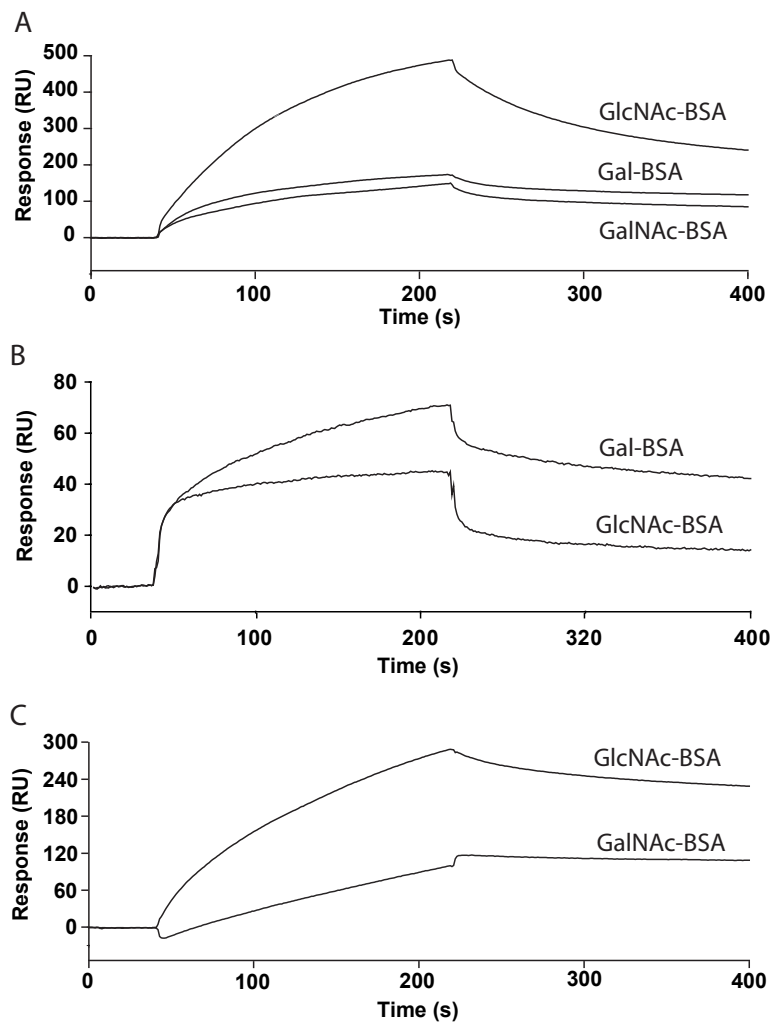 A
Response (RU)
500
400
300
200
100
0
GlcNAc-BSA
Gal-BSA
GalNAc-BSA
0 100 200 300 400
Time (s)
B
Response (RU)
80
60
40
20
0
Gal-BSA
GlcNAc-BSA
0 100 200 320 400
Time (s)
C
Response (RU)
300
240
180
120
60
0
GlcNAc-BSA
GalNAc-BSA
0 100 200 300 400
Time (s)